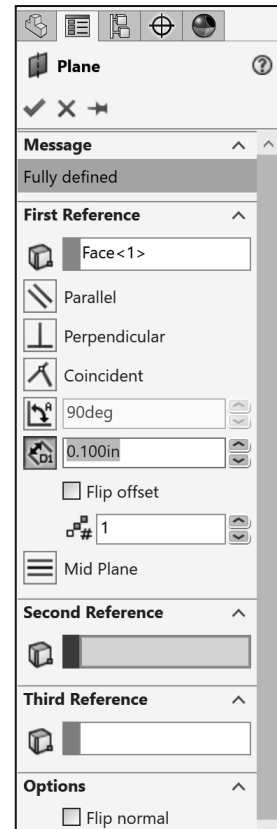 Plane
Message
Fully defined
First Reference
Face<1>
Parallel
Perpendicular
Coincident
90deg
0.100in
Flip offset
# 1
Mid Plane
Second Reference
Third Reference
Options
Flip normal